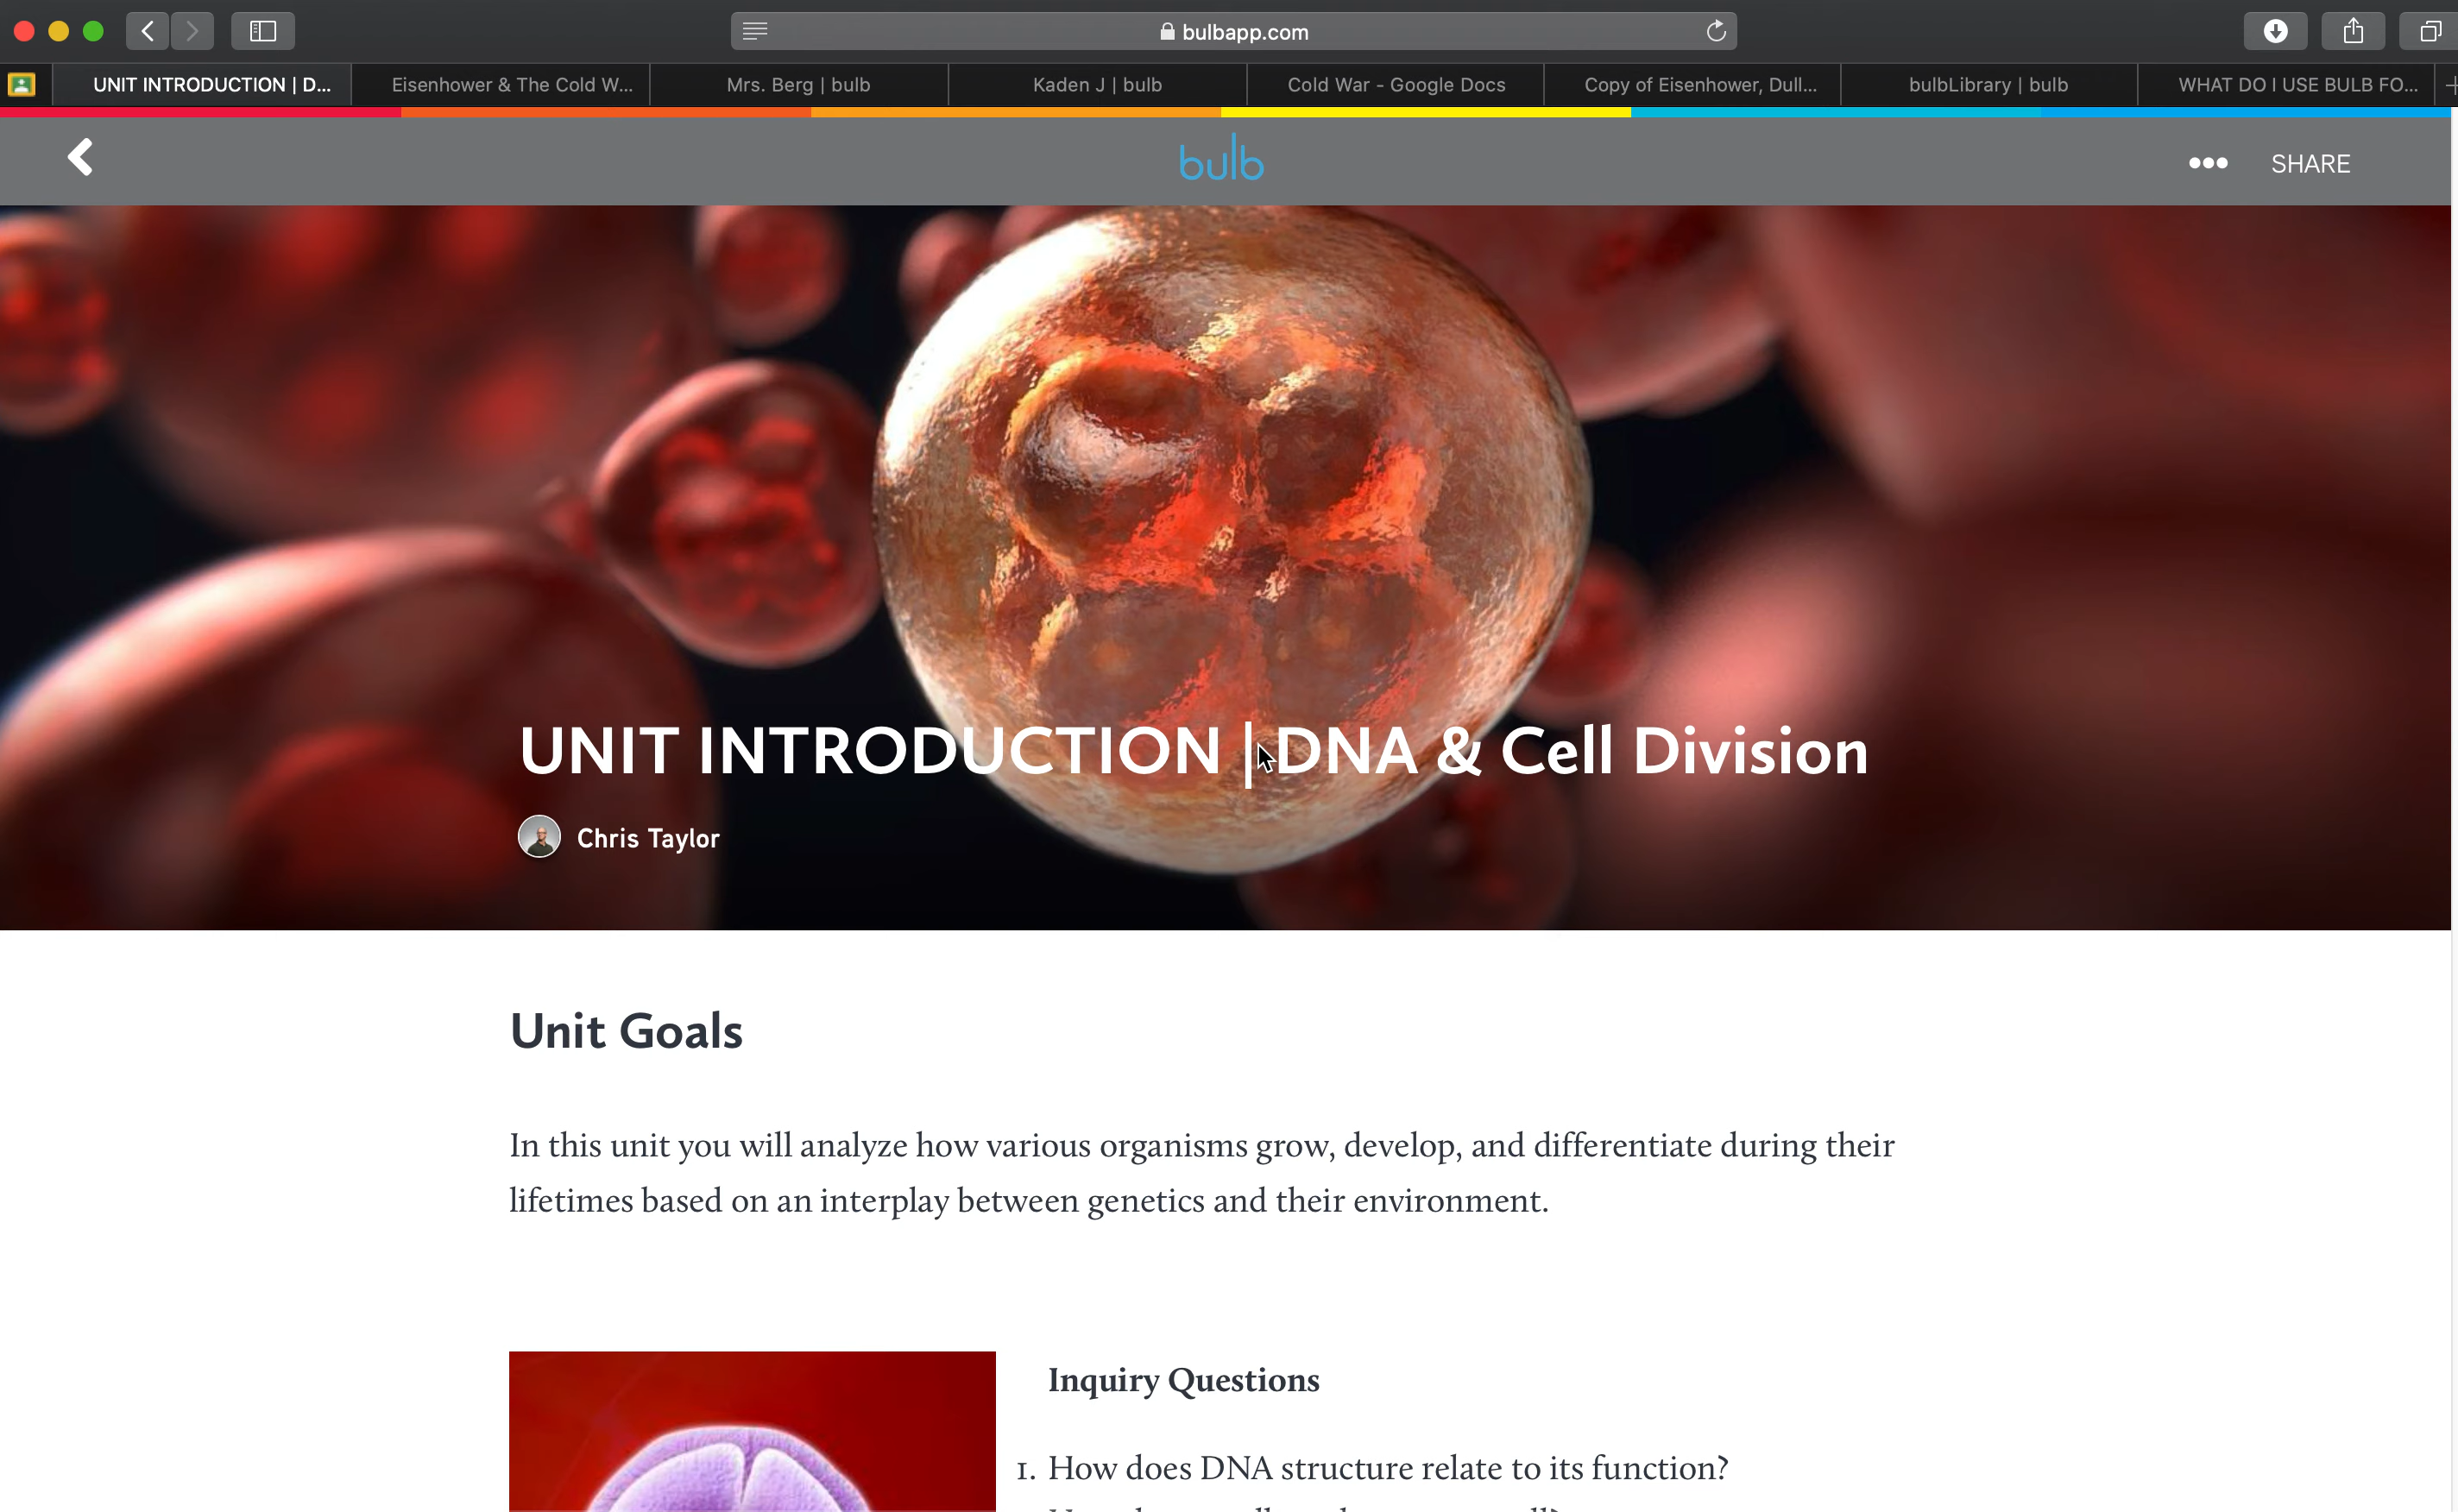 bulbapp.com
UNIT INTRODUCTION | D...
Eisenhower & The Cold W...
Mrs. Berg | bulb
Kaden J | bulb
Cold War - Google Docs
Copy of Eisenhower, Dull...
bulbLibrary | bulb
WHAT DO I USE BULB FO...
bulb
SHARE
UNIT INTRODUCTION | DNA & Cell Division
Chris Taylor
Unit Goals
In this unit you will analyze how various organisms grow, develop, and differentiate during their
lifetimes based on an interplay between genetics and their environment.
Inquiry Questions
1. How does DNA structure relate to its function?